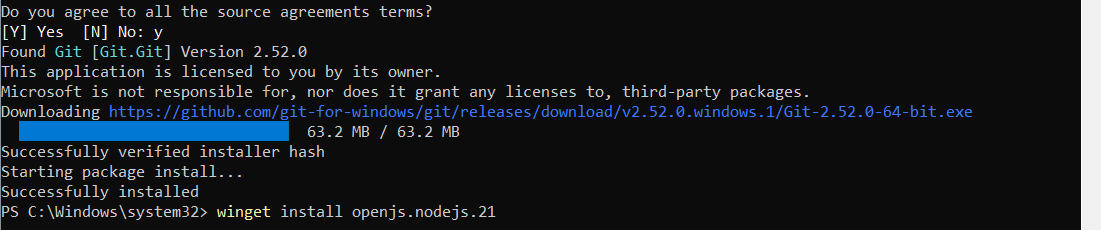 Do you agree to all the source agreements terms?
[Y] Yes  [N] No: y
Found Git [Git.Git] Version 2.52.0
This application is licensed to you by its owner.
Microsoft is not responsible for, nor does it grant any licenses to, third-party packages.
Downloading https://github.com/git-for-windows/git/releases/download/v2.52.0.windows.1/Git-2.52.0-64-bit.exe
63.2 MB / 63.2 MB
Successfully verified installer hash
Starting package install...
Successfully installed
PS C:\Windows\system32> winget install openjs.nodejs.21